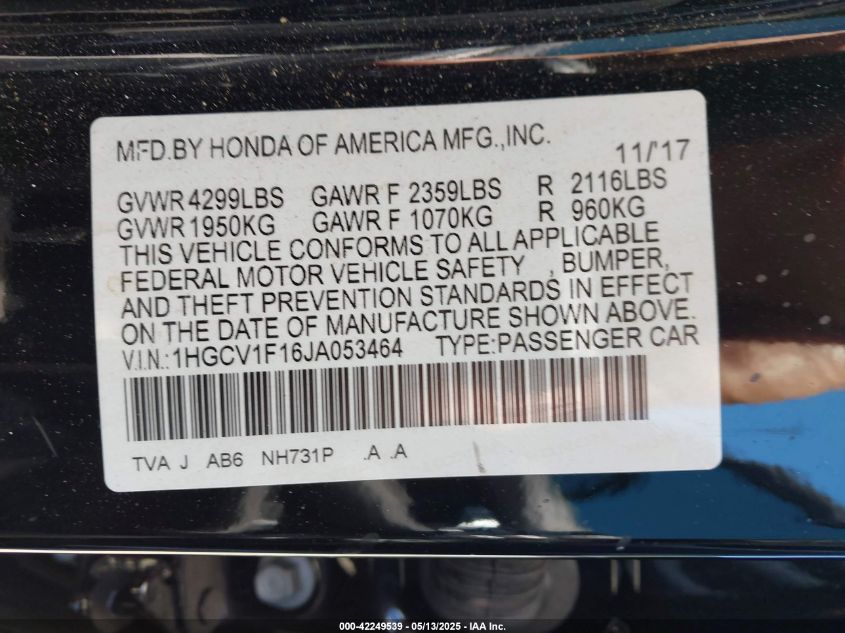 MFD.BY HONDA OF AMERICA MFG.,INC. 11/'17
GVWR 4299LBS GAWR F 2359LBS R 2116LBS
GVWR 1950KG GAWR F 1070KG R 960KG
THIS VEHICLE CONFORMS TO ALL APPLICABLE
FEDERAL MOTOR VEHICLE SAFETY , BUMPER,
AND THEFT PREVENTION STANDARDS IN EFFECT
ON THE DATE OF MANUFACTURE SHOWN ABOVE.
V.I.N.:1HGCV1F16JA053464 TYPE:PASSENGER CAR
TVA J AB6 NH731P .A .A
000-42249539 - 05/13/2025 - IAA Inc.